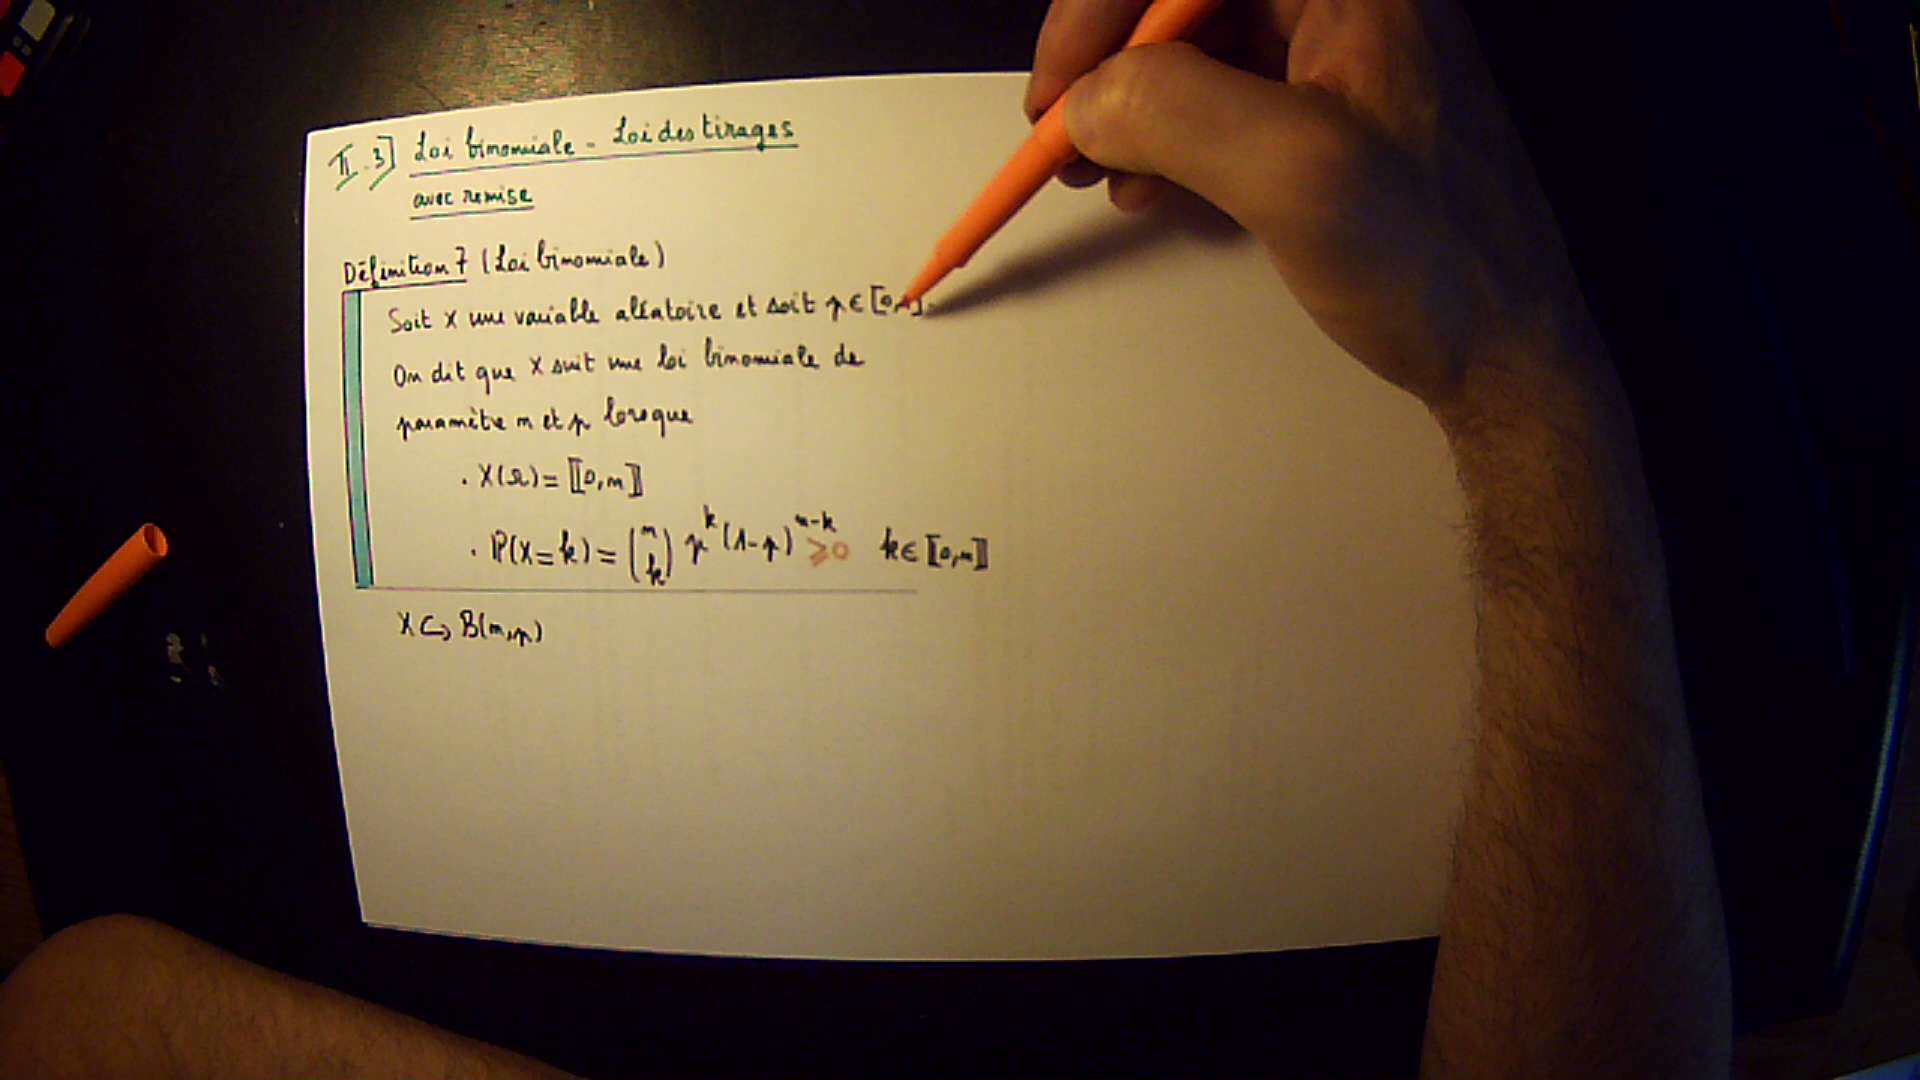 II.3] Loi binomiale - Loi des tirages
avec remise
Définition 7 (Loi binomiale)
Soit X une variable aléatoire et soit p ∈ [0,1].
On dit que X suit une loi binomiale de
paramètre n et p lorsque
. X(Ω) = ⟦0,n⟧
. P(X=k) = (n k) p^k (1-p)^{n-k} ≥0 k ∈ ⟦0,n⟧
X ↪ B(n,p)